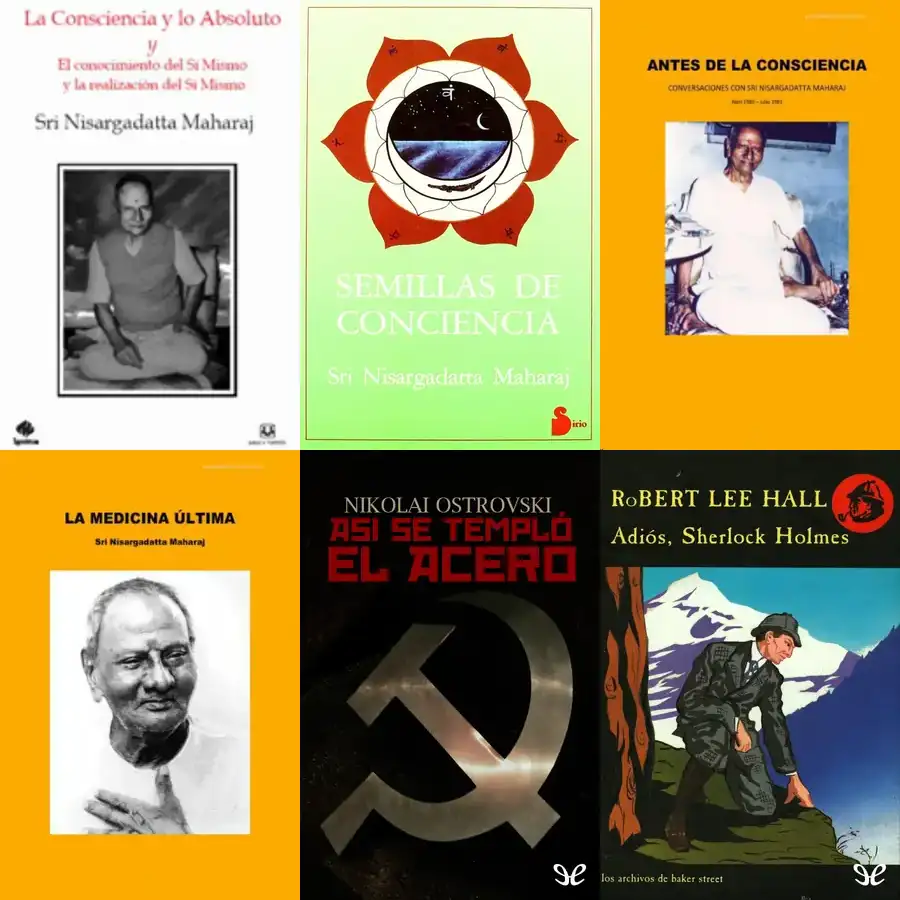 La Consciencia y lo Absoluto
y
El conocimiento del Sí Mismo
y la realización del Sí Mismo
Sri Nisargadatta Maharaj
SEMILLAS DE
CONCIENCIA
Sri Nisargadatta Maharaj
Sirio
ANTES DE LA CONSCIENCIA
CONVERSACIONES CON SRI NISARGADATTA MAHARAJ
LA MEDICINA ÚLTIMA
Sri Nisargadatta Maharaj
NIKOLAI OSTROVSKI
ASI SE TEMPLÓ
EL ACERO
RoBERT LEE HALL
Adiós, Sherlock Holmes
los archivos de baker street